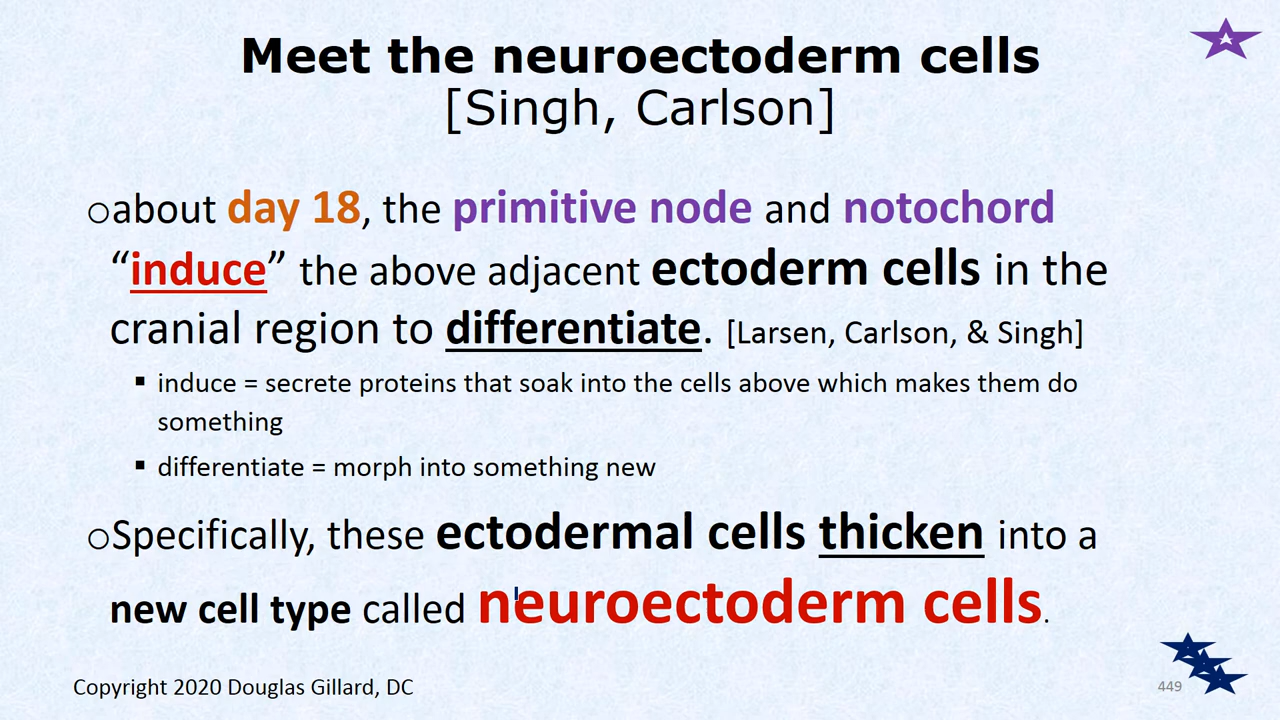 Meet the neuroectoderm cells
[Singh, Carlson]
○about day 18, the primitive node and notochord
“induce” the above adjacent ectoderm cells in the
cranial region to differentiate. [Larsen, Carlson, & Singh]
▪ induce = secrete proteins that soak into the cells above which makes them do
something
▪ differentiate = morph into something new
○Specifically, these ectodermal cells thicken into a
new cell type called neuroectoderm cells.
Copyright 2020 Douglas Gillard, DC
449